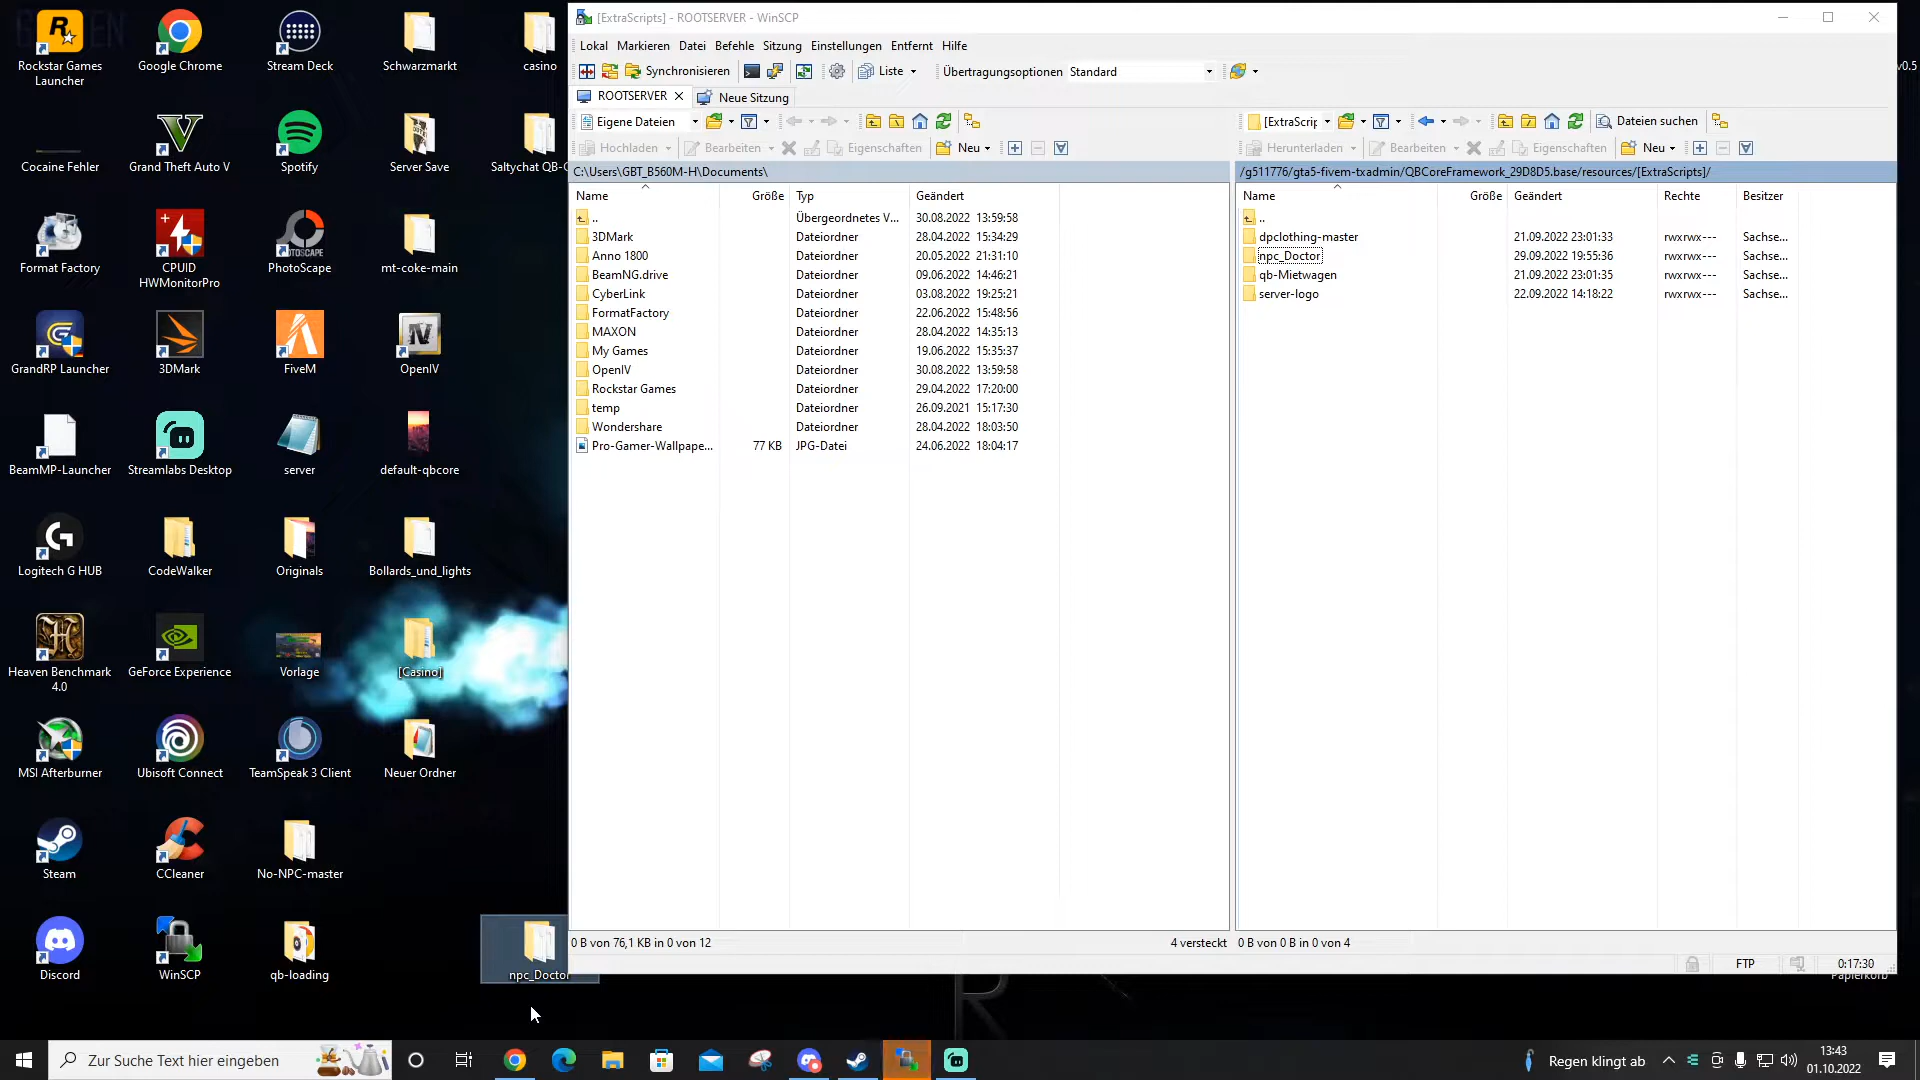 Rockstar Games Launcher
Google Chrome
Stream Deck
Schwarzmarkt
casino
Cocaine Fehler
Grand Theft Auto V
Spotify
Server Save
Saltychat QB-
Format Factory
CPUID HWMonitorPro
PhotoScape
mt-coke-main
GrandRP Launcher
3DMark
FiveM
OpenIV
BeamMP-Launcher
Streamlabs Desktop
server
default-qbcore
Logitech G HUB
CodeWalker
Originals
Bollards_und_lights
Heaven Benchmark 4.0
GeForce Experience
Vorlage
[Casino]
MSI Afterburner
Ubisoft Connect
TeamSpeak 3 Client
Neuer Ordner
Steam
CCleaner
No-NPC-master
Discord
WinSCP
qb-loading
npc_Doctor
[ExtraScripts] - ROOTSERVER - WinSCP
Lokal Markieren Datei Befehle Sitzung Einstellungen Entfernt Hilfe
Synchronisieren Liste Übertragungsoptionen Standard
ROOTSERVER Neue Sitzung
Eigene Dateien
Hochladen Bearbeiten Eigenschaften Neu
C:\Users\GBT_B560M-H\Documents\
Name Größe Typ Geändert
.. Übergeordnetes V... 30.08.2022 13:59:58
3DMark Dateiordner 28.04.2022 15:34:29
Anno 1800 Dateiordner 20.05.2022 21:31:10
BeamNG.drive Dateiordner 09.06.2022 14:46:21
CyberLink Dateiordner 03.08.2022 19:25:21
FormatFactory Dateiordner 22.06.2022 15:48:56
MAXON Dateiordner 28.04.2022 14:35:13
My Games Dateiordner 19.06.2022 15:35:37
OpenIV Dateiordner 30.08.2022 13:59:58
Rockstar Games Dateiordner 29.04.2022 17:20:00
temp Dateiordner 26.09.2021 15:17:30
Wondershare Dateiordner 28.04.2022 18:03:50
Pro-Gamer-Wallpape... 77 KB JPG-Datei 24.06.2022 18:04:17
0 B von 76,1 KB in 0 von 12 4 versteckt
[ExtraScrip Dateien suchen
Herunterladen Bearbeiten Eigenschaften Neu
/g511776/gta5-fivem-txadmin/QBCoreFramework_29D8D5.base/resources/[ExtraScripts]/
Name Größe Geändert Rechte Besitzer
..
dpclothing-master 21.09.2022 23:01:33 rwxrwx--- Sachse...
npc_Doctor 29.09.2022 19:55:36 rwxrwx--- Sachse...
qb-Mietwagen 21.09.2022 23:01:35 rwxrwx--- Sachse...
server-logo 22.09.2022 14:18:22 rwxrwx--- Sachse...
0 B von 0 B in 0 von 4
FTP 0:17:30
Papierkorb
v0.5
R
Zur Suche Text hier eingeben
Regen klingt ab
13:43
01.10.2022